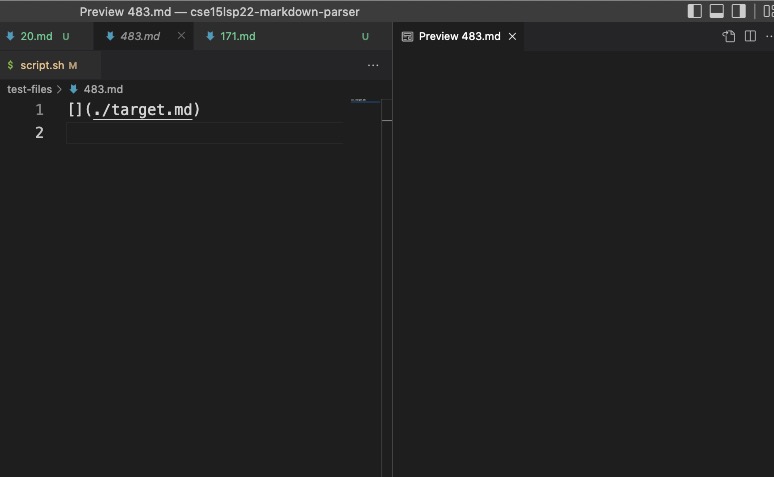 Preview 483.md — cse15lsp22-markdown-parser
20.md U 483.md 171.md U
$ script.sh M ...
test-files > 483.md
1 [](./target.md)
2
Preview 483.md